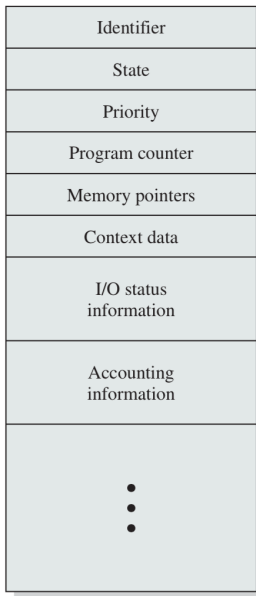 Identifier
State
Priority
Program counter
Memory pointers
Context data
I/O status
information
Accounting
information